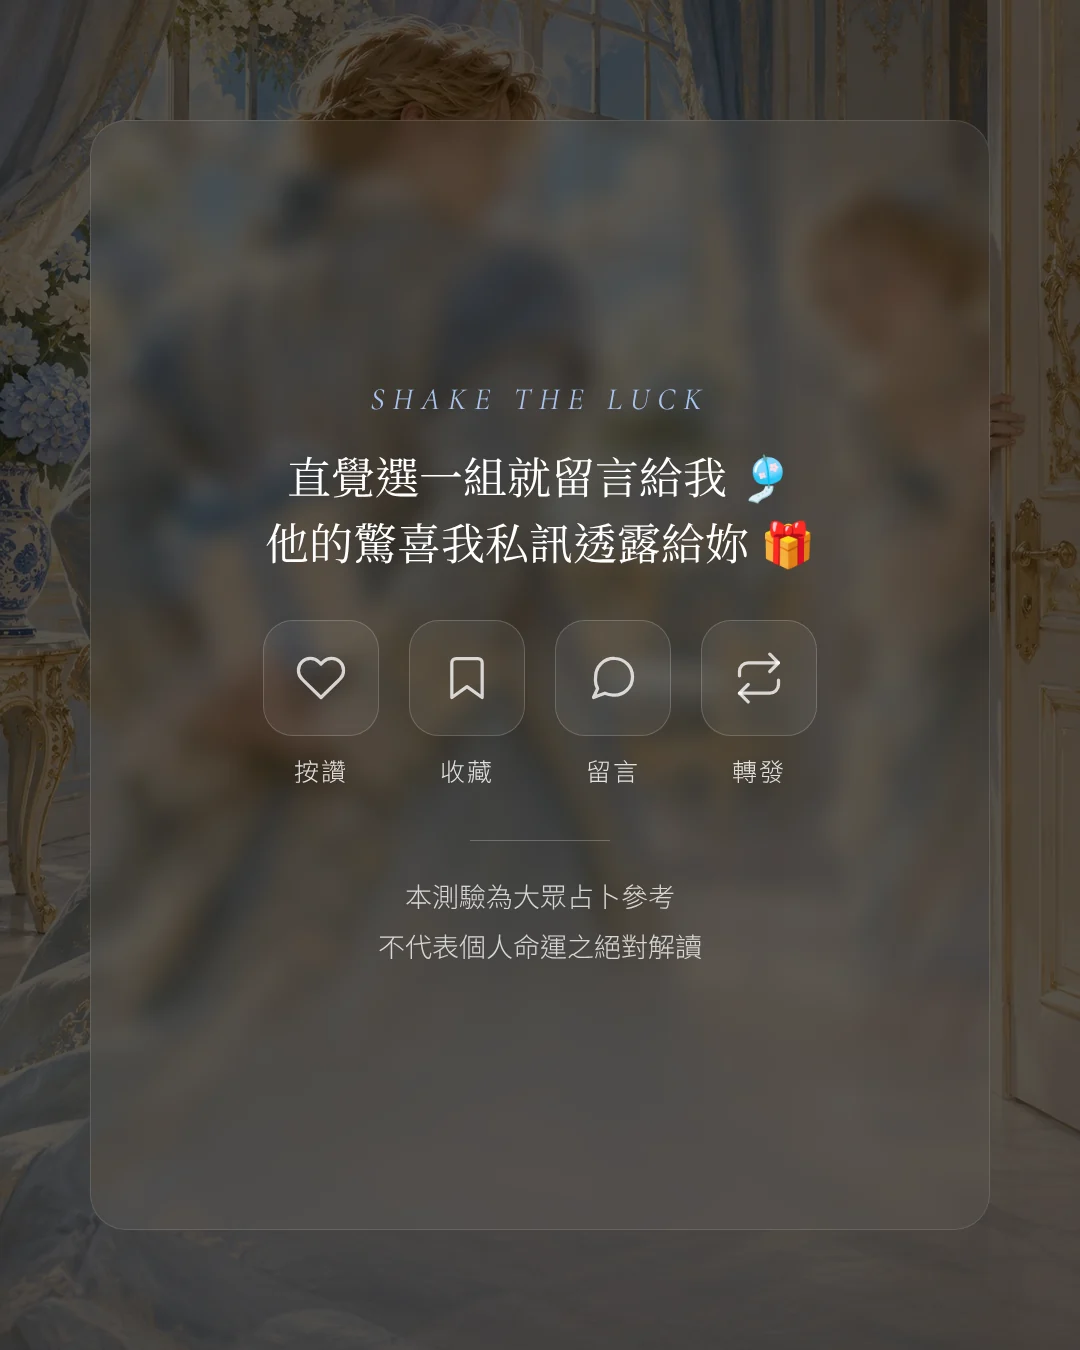 SHAKE THE LUCK
直覺選一組就留言給我 🎐
他的驚喜我私訊透露給妳 🎁
按讚 收藏 留言 轉發
本測驗為大眾占卜參考
不代表個人命運之絕對解讀